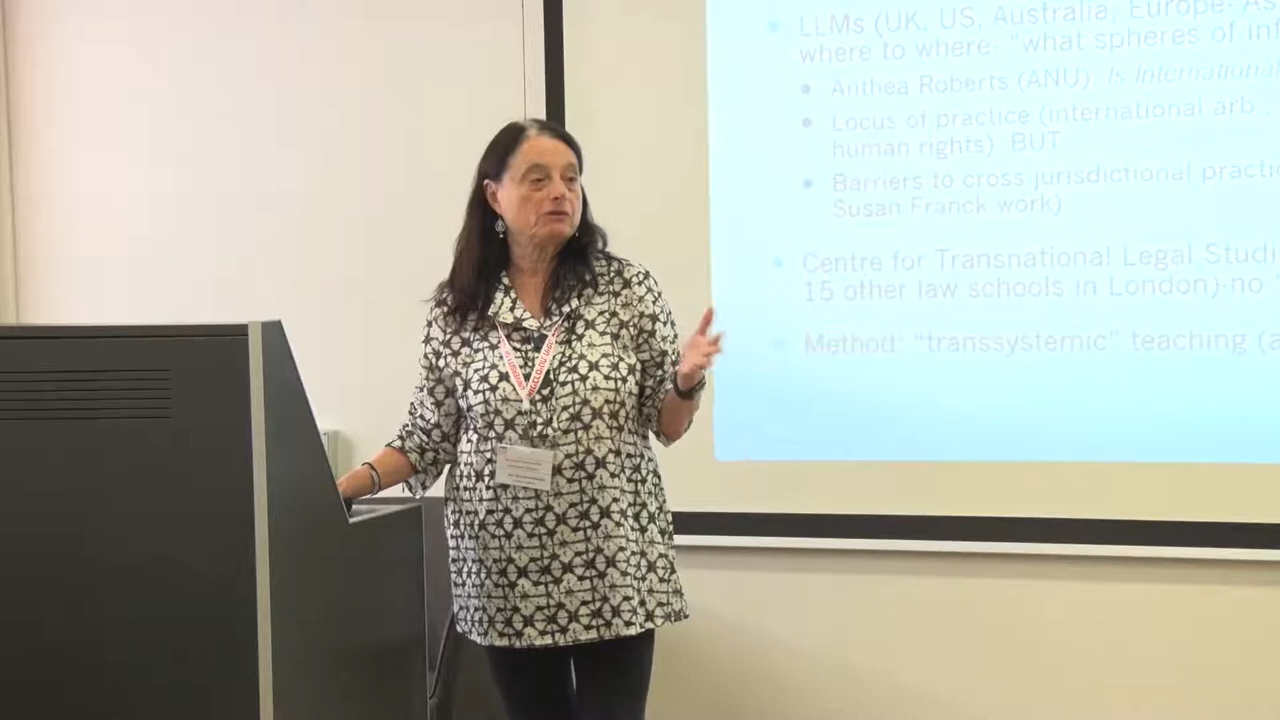 LLMs (UK, US, Australia, Europe- As
where to where- "what spheres of inf
Anthea Roberts (ANU), Is International
Locus of practice (international arb.,
human rights) BUT
Barriers to cross jurisdictional practic
Susan Franck work)
Centre for Transnational Legal Studi
15 other law schools in London)-no
Method: "transsystemic" teaching (a